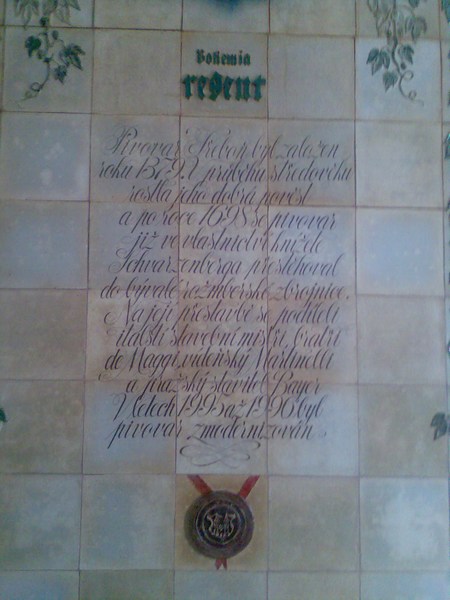 Bohemia
regent
Pivovar Třeboň byl založen
roku 1379. V průběhu středověku
rostla jeho dobrá pověst
a po roce 1698 se pivovar
již ve vlastnictví knížde
Schwarzenberga přestěhoval
do bývalé rožmberské zbrojnice.
Na její přestavbě se podíleli
italští stavební mistři, bratři
de Maggi, vídeňský Martinelli
a pražský stavitel Bayer
V letech 1995 až 1996 byl
pivovar zmodernizován